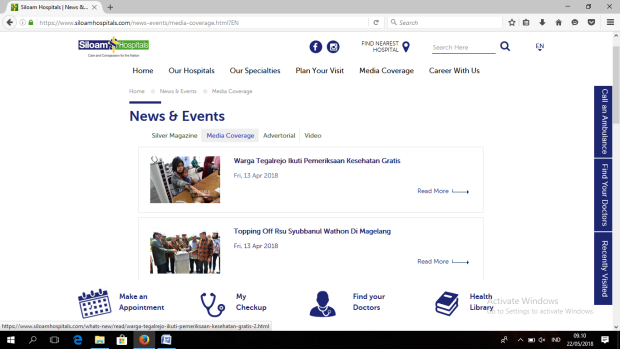 Siloam Hospitals | News &...
https://www.siloamhospitals.com/news-events/media-coverage.html?EN
Search
Siloam Hospitals
FIND NEAREST
HOSPITAL
Search Here
EN
Home Our Hospitals Our Specialties Plan Your Visit Media Coverage Career With Us
Home News & Events Media Coverage
News & Events
Silver Magazine Media Coverage Advertorial Video
Warga Tegalrejo Ikuti Pemeriksaan Kesehatan Gratis
Fri, 13 Apr 2018
Read More
Topping Off Rsu Syubbanul Wathon Di Magelang
Fri, 13 Apr 2018
Read More
Call an Ambulance
Find Your Doctors
Recently Visited
Make an
Appointment
My
Checkup
Find your
Doctors
Health
Library
Activate Windows
Go to Settings to activate Windows.
https://www.siloamhospitals.com/whats-new/read/warga-tegalrejo-ikuti-pemeriksaan-kesehatan-gratis-2.html
IND
09.10
22/05/2018